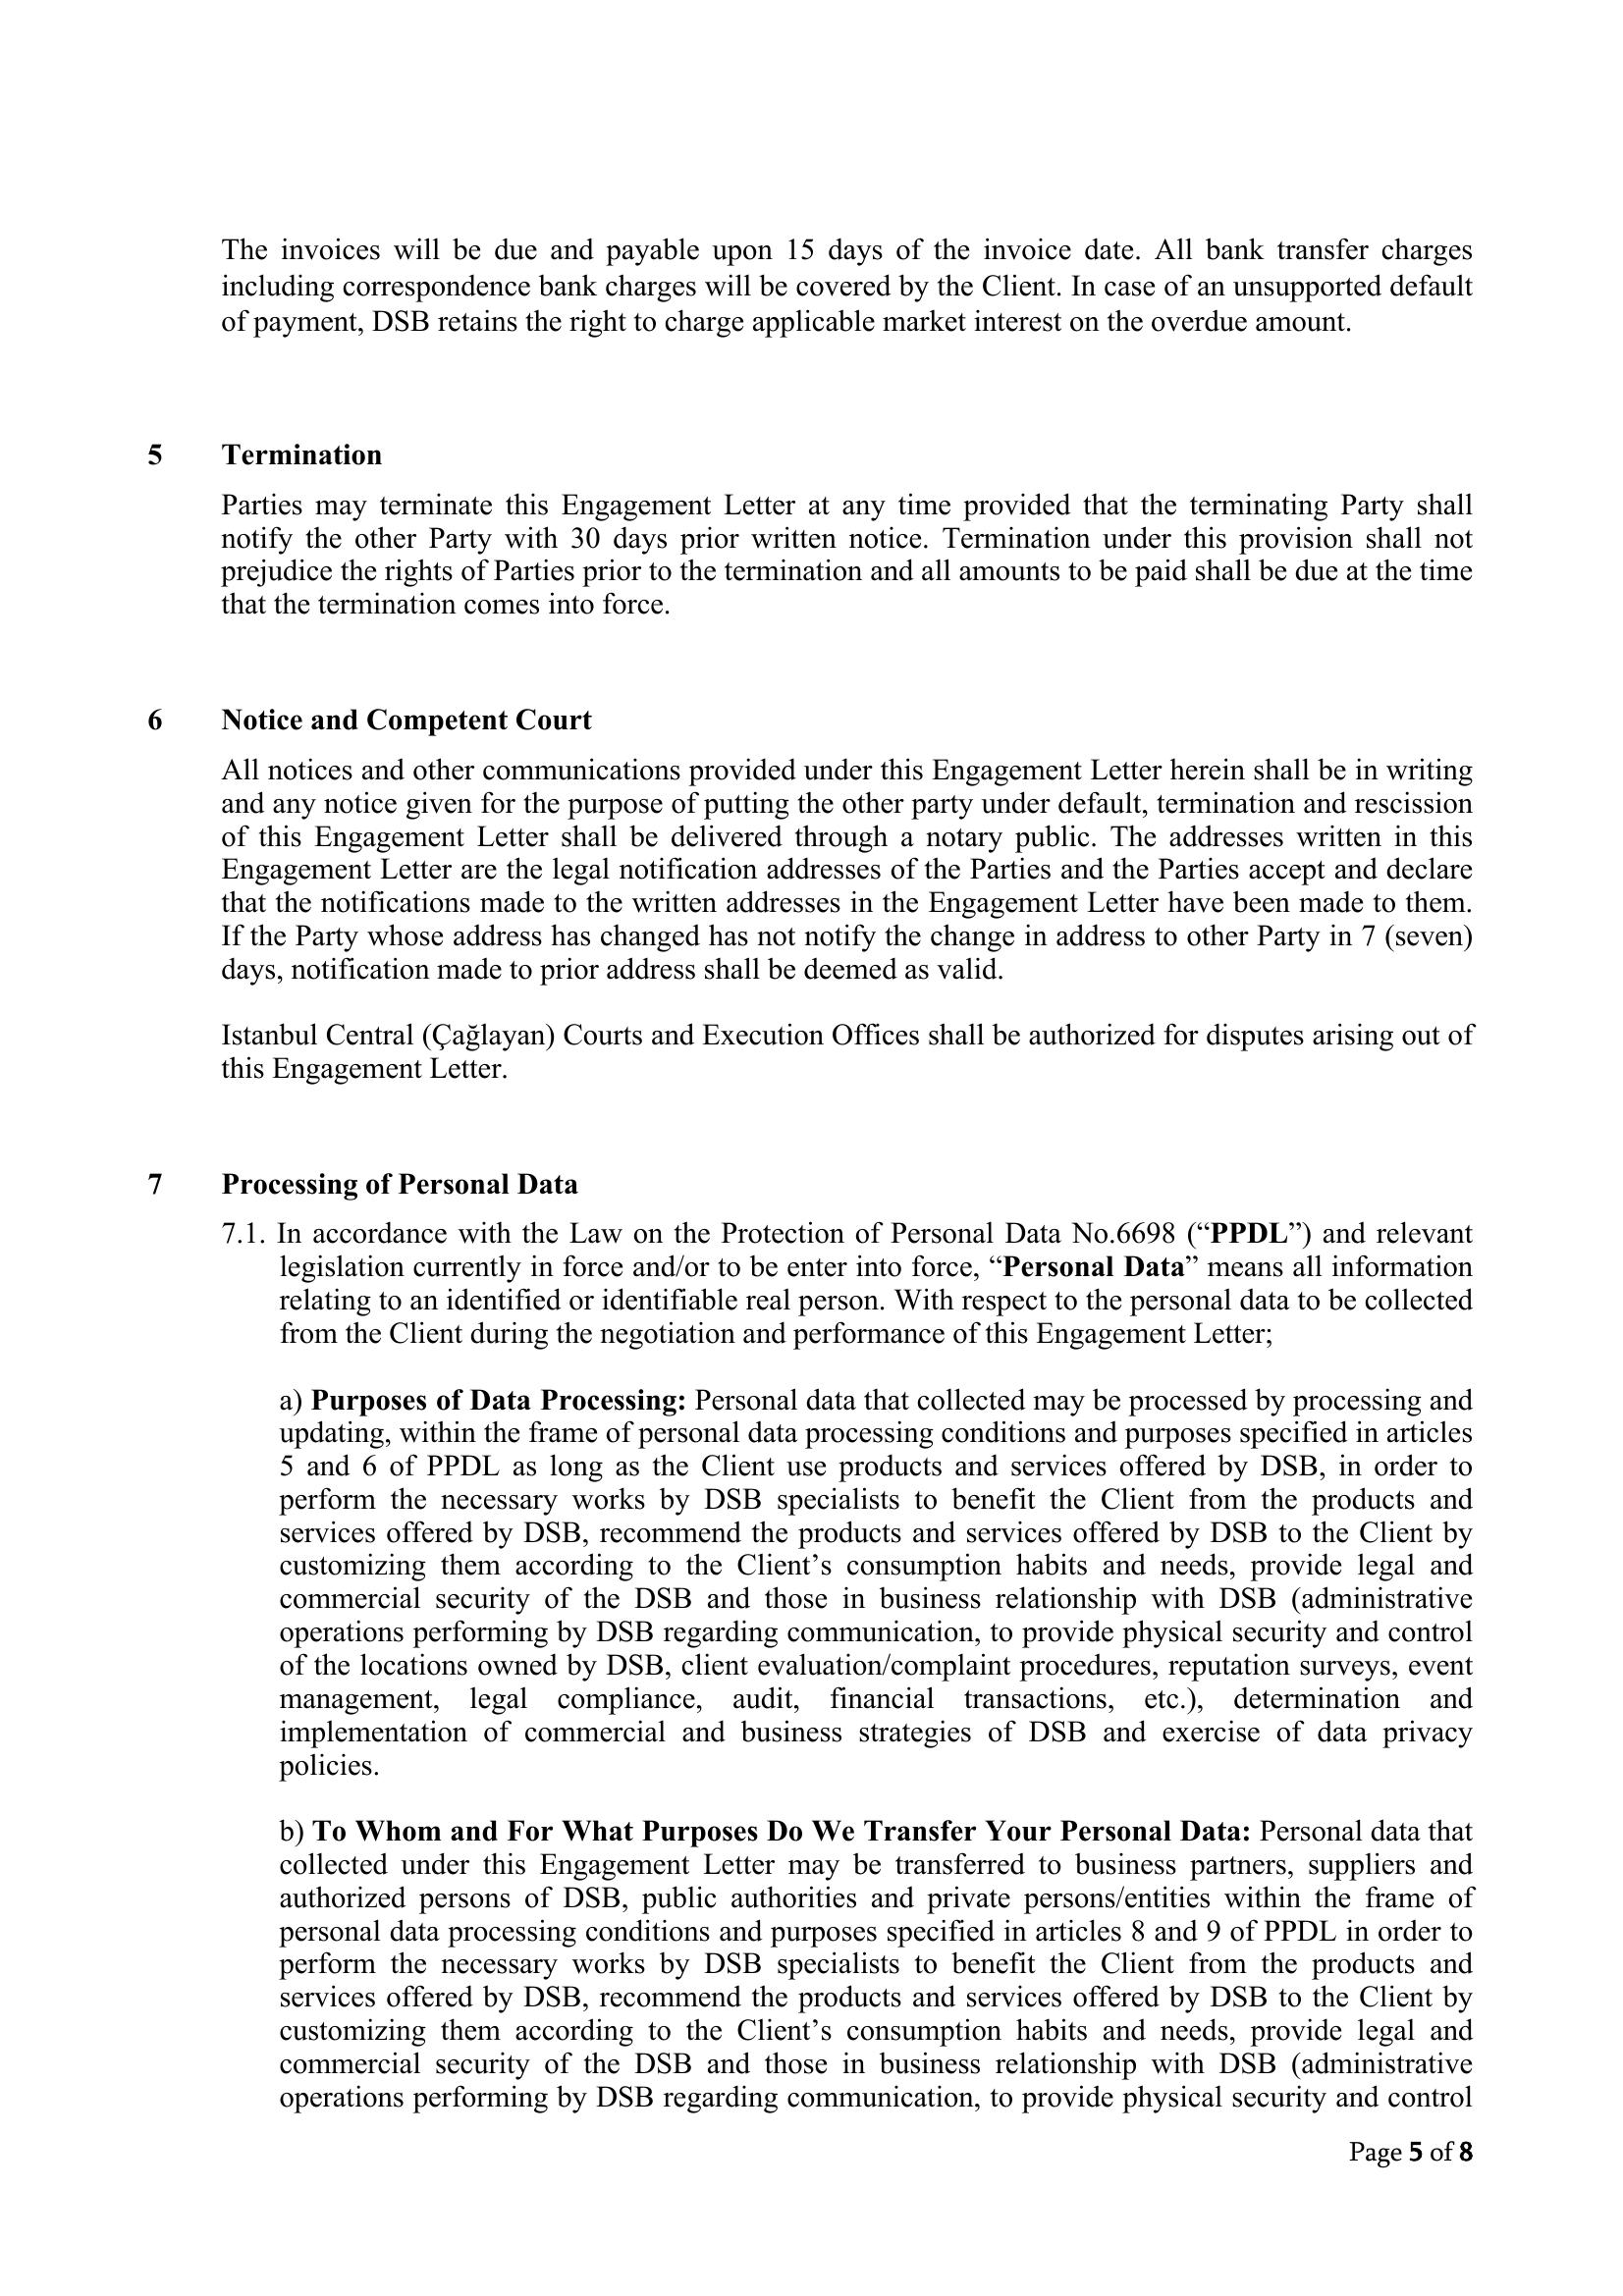 The invoices will be due and payable upon 15 days of the invoice date. All bank transfer charges
including correspondence bank charges will be covered by the Client. In case of an unsupported default
of payment, DSB retains the right to charge applicable market interest on the overdue amount.
5 Termination
Parties may terminate this Engagement Letter at any time provided that the terminating Party shall
notify the other Party with 30 days prior written notice. Termination under this provision shall not
prejudice the rights of Parties prior to the termination and all amounts to be paid shall be due at the time
that the termination comes into force.
6 Notice and Competent Court
All notices and other communications provided under this Engagement Letter herein shall be in writing
and any notice given for the purpose of putting the other party under default, termination and rescission
of this Engagement Letter shall be delivered through a notary public. The addresses written in this
Engagement Letter are the legal notification addresses of the Parties and the Parties accept and declare
that the notifications made to the written addresses in the Engagement Letter have been made to them.
If the Party whose address has changed has not notify the change in address to other Party in 7 (seven)
days, notification made to prior address shall be deemed as valid.
Istanbul Central (Çağlayan) Courts and Execution Offices shall be authorized for disputes arising out of
this Engagement Letter.
7 Processing of Personal Data
7.1. In accordance with the Law on the Protection of Personal Data No.6698 (“PPDL”) and relevant
legislation currently in force and/or to be enter into force, “Personal Data” means all information
relating to an identified or identifiable real person. With respect to the personal data to be collected
from the Client during the negotiation and performance of this Engagement Letter;
a) Purposes of Data Processing: Personal data that collected may be processed by processing and
updating, within the frame of personal data processing conditions and purposes specified in articles
5 and 6 of PPDL as long as the Client use products and services offered by DSB, in order to
perform the necessary works by DSB specialists to benefit the Client from the products and
services offered by DSB, recommend the products and services offered by DSB to the Client by
customizing them according to the Client’s consumption habits and needs, provide legal and
commercial security of the DSB and those in business relationship with DSB (administrative
operations performing by DSB regarding communication, to provide physical security and control
of the locations owned by DSB, client evaluation/complaint procedures, reputation surveys, event
management, legal compliance, audit, financial transactions, etc.), determination and
implementation of commercial and business strategies of DSB and exercise of data privacy
policies.
b) To Whom and For What Purposes Do We Transfer Your Personal Data: Personal data that
collected under this Engagement Letter may be transferred to business partners, suppliers and
authorized persons of DSB, public authorities and private persons/entities within the frame of
personal data processing conditions and purposes specified in articles 8 and 9 of PPDL in order to
perform the necessary works by DSB specialists to benefit the Client from the products and
services offered by DSB, recommend the products and services offered by DSB to the Client by
customizing them according to the Client’s consumption habits and needs, provide legal and
commercial security of the DSB and those in business relationship with DSB (administrative
operations performing by DSB regarding communication, to provide physical security and control
Page 5 of 8